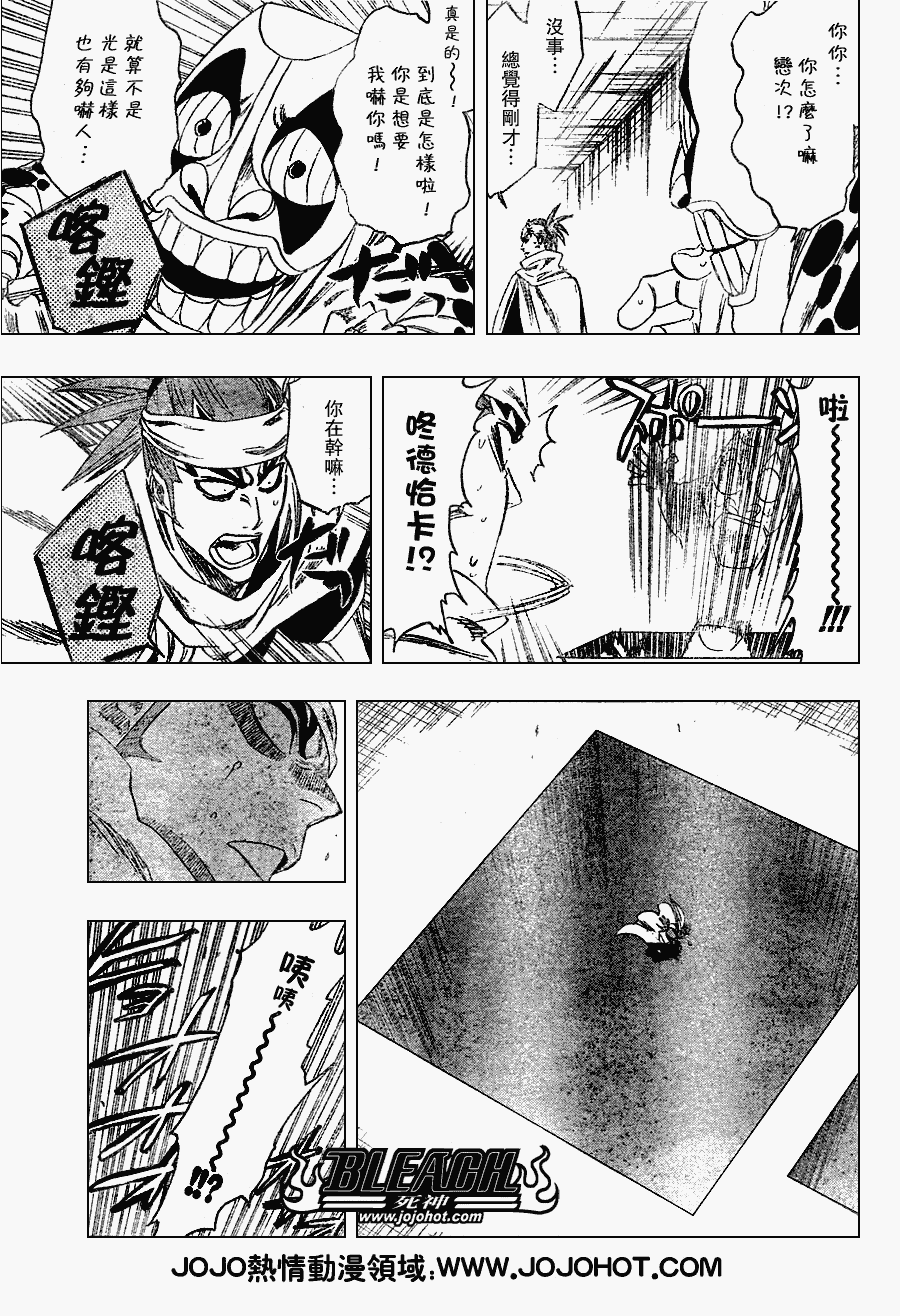 你你…
你怎麼了嘛
戀次!?
沒事…
總覺得剛才…
真是的~!
到底是怎樣啦!
你是想要
我嚇你嗎!
就算不是
光是這樣
也有夠嚇人…
喀鏗
啦~~~!!!
咚德恰卡!?
你在幹嘛…
喀鏗
咦
咦~~~!!?
BLEACH
死神
www.jojohot.com
JOJO熱情動漫領域:WWW.JOJOHOT.COM